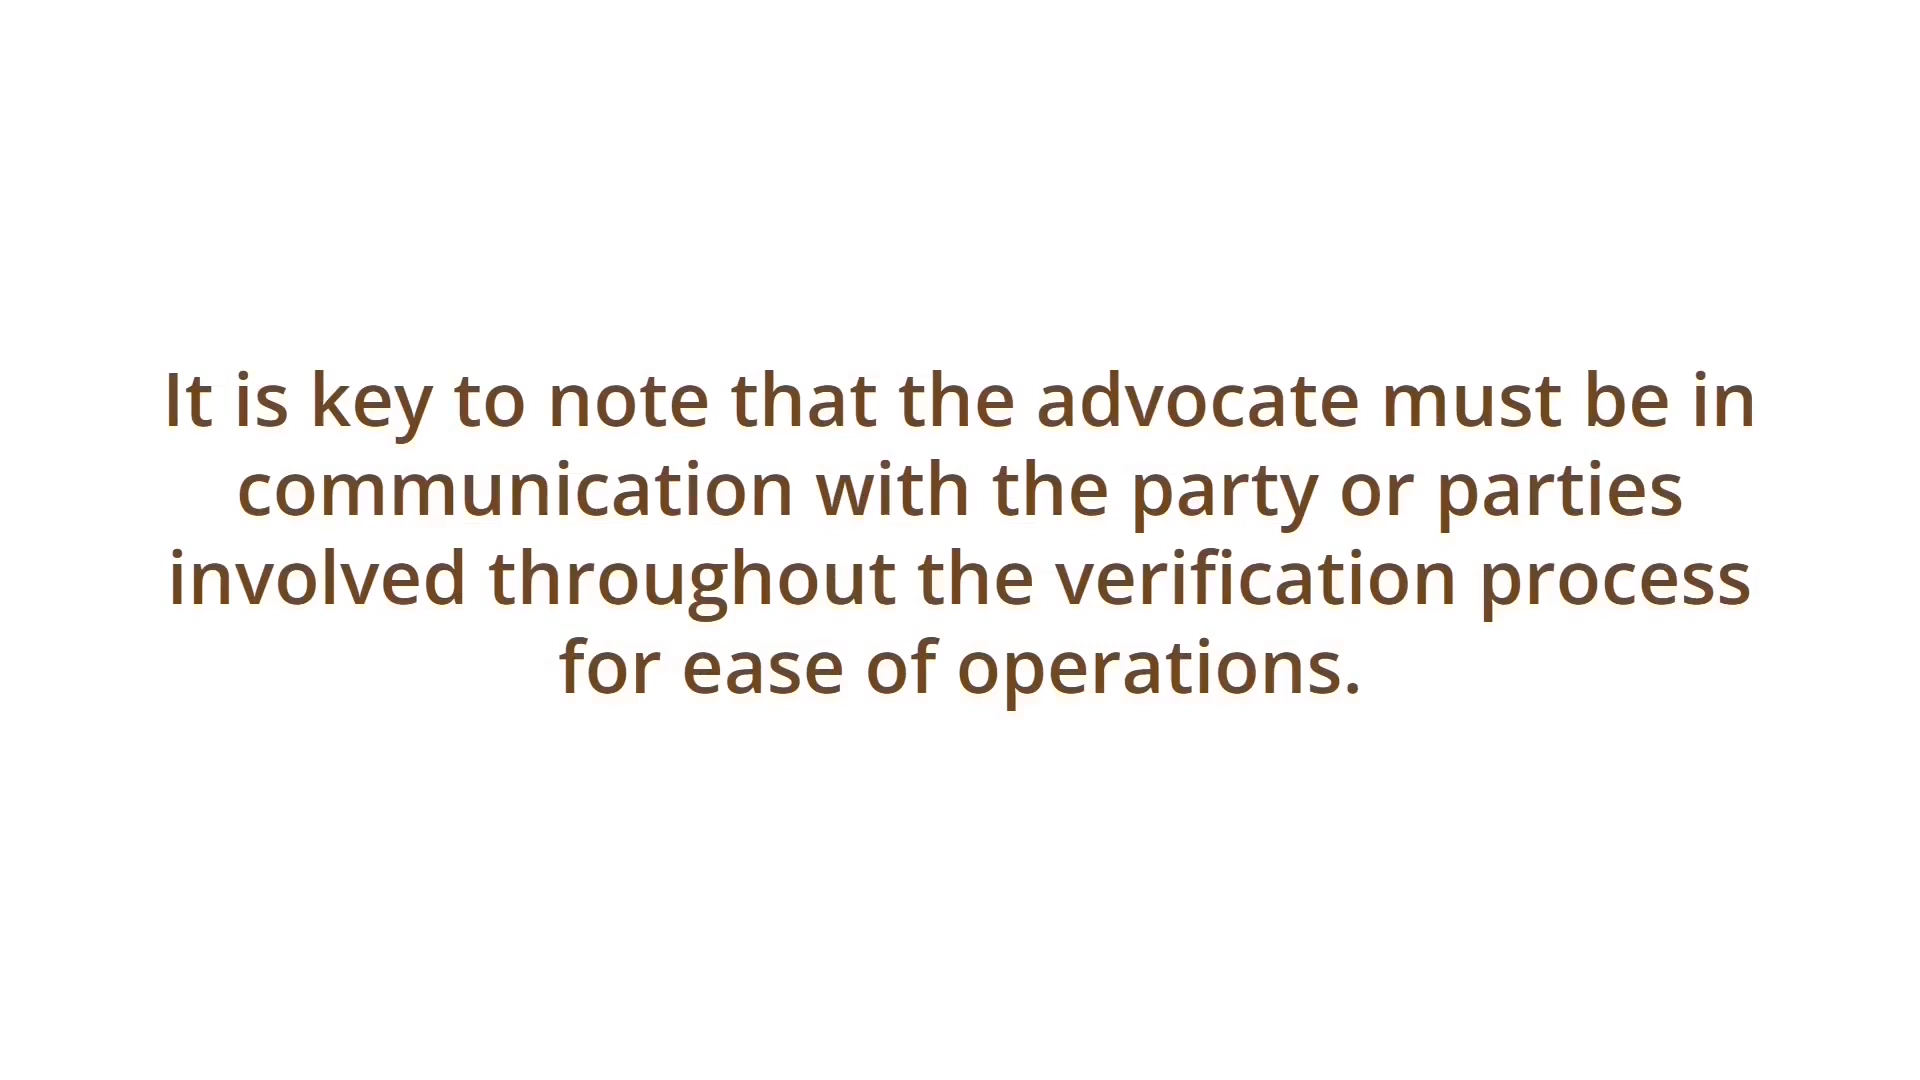 It is key to note that the advocate must be in
communication with the party or parties
involved throughout the verification process
for ease of operations.